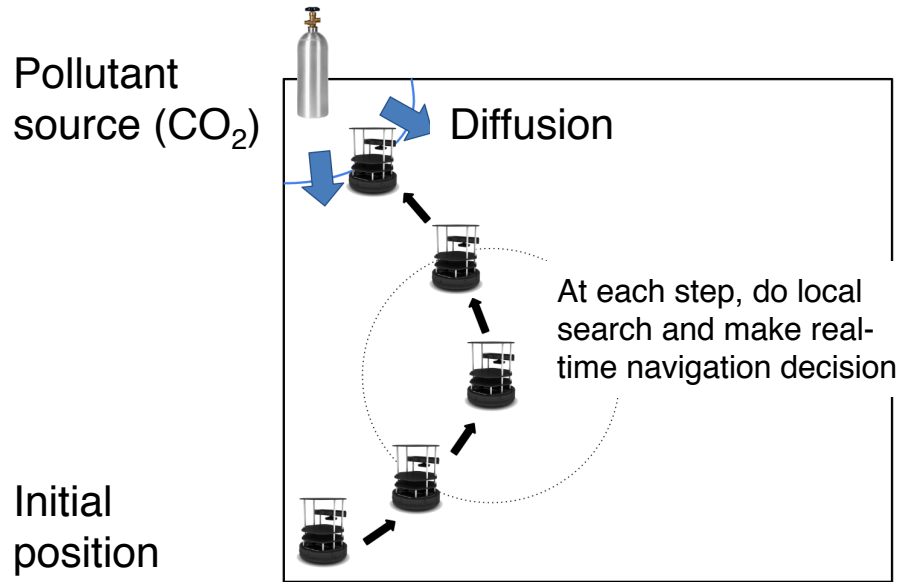 Pollutant
source (CO₂)
Diffusion
At each step, do local
search and make real-
time navigation decision
Initial
position